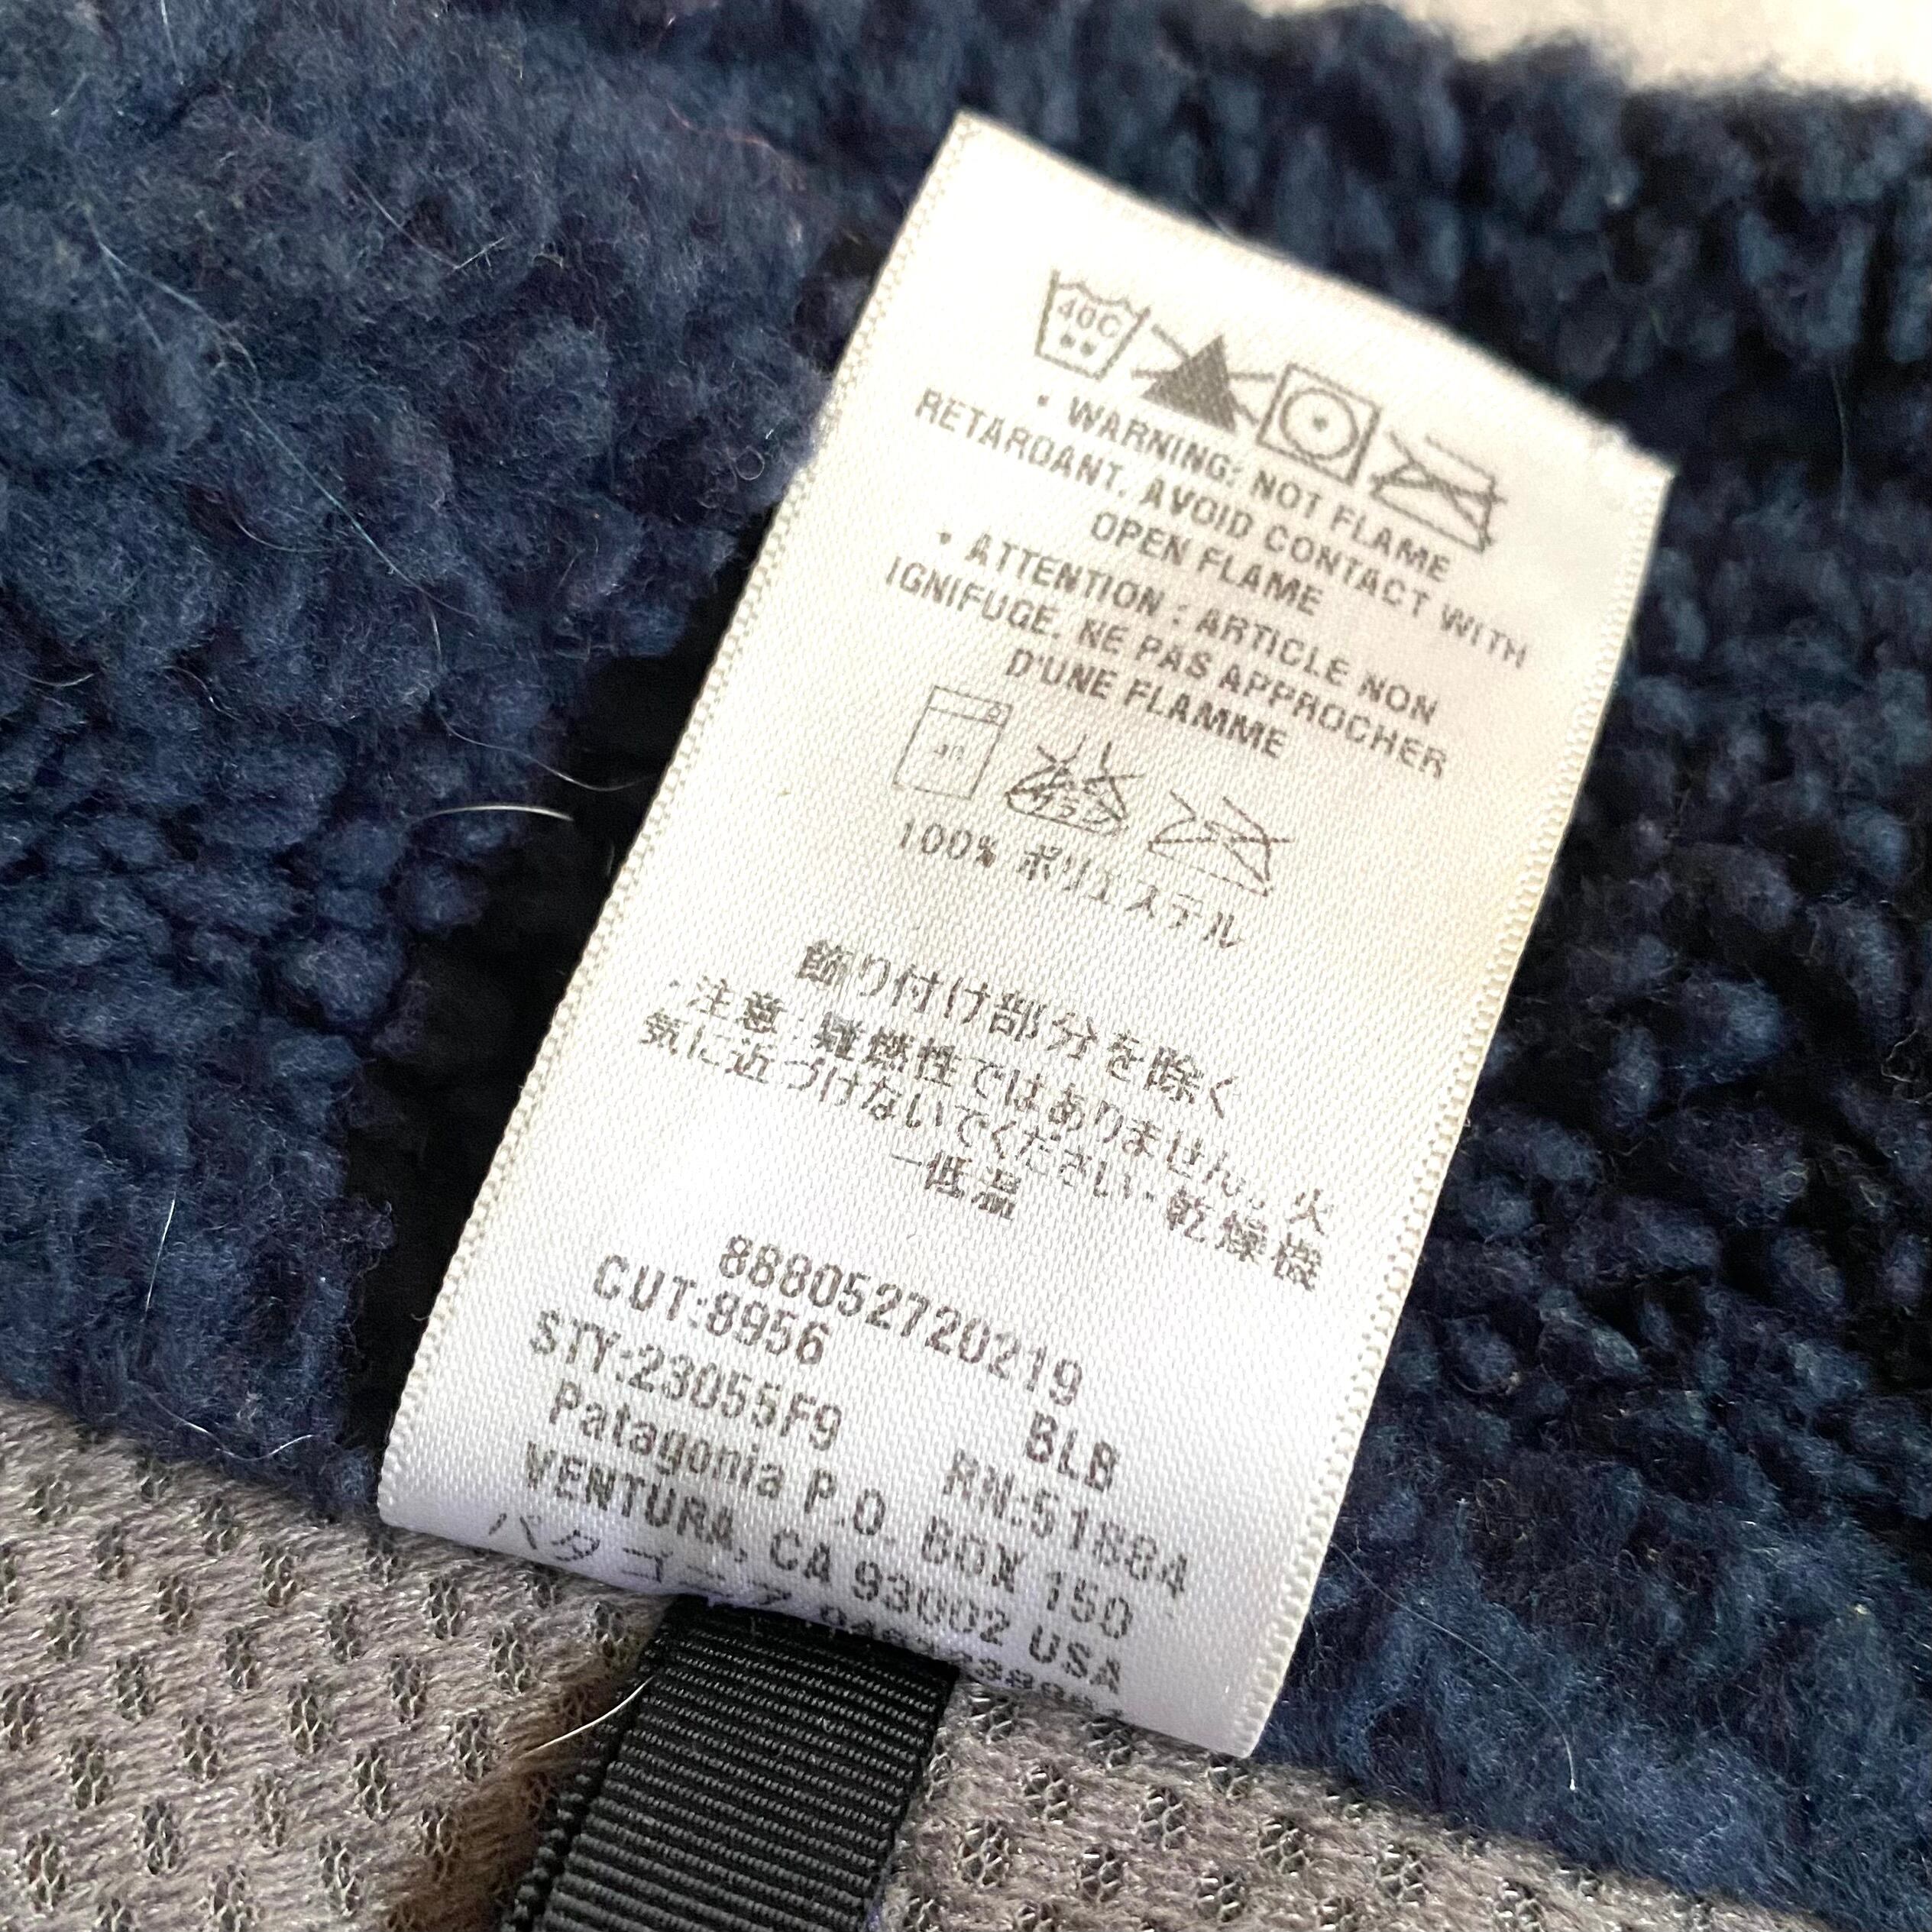 40C
• WARNING: NOT FLAME
RETARDANT. AVOID CONTACT WITH
OPEN FLAME
• ATTENTION : ARTICLE NON
IGNIFUGE. NE PAS APPROCHER
D'UNE FLAMME
40
100% ポリエステル
飾り付け部分を除く
・注意：難燃性ではありません。火
気に近づけないでください・乾燥機
-低温
888052720219
CUT:8956 BLB
STY:23055F9 RN:51884
Patagonia P.O. BOX 150
VENTURA, CA 93002 USA
パタゴニア